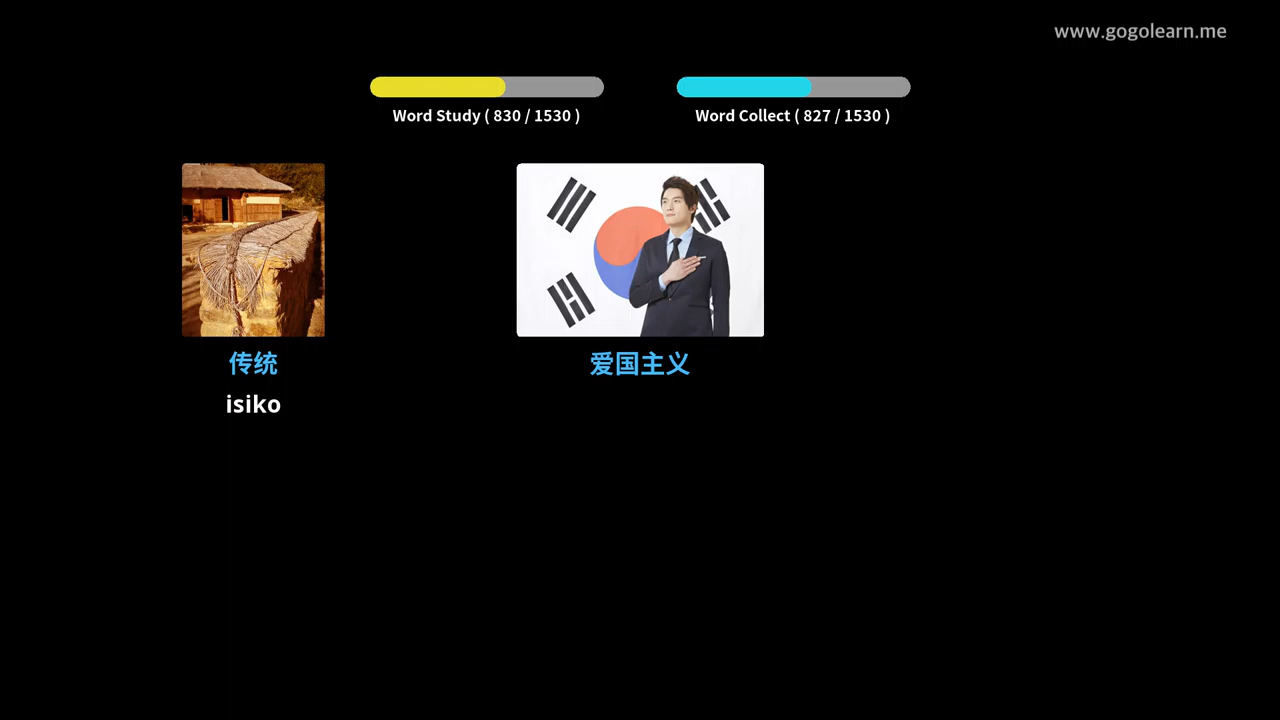 www.gogolearn.me
Word Study ( 830 / 1530 )
Word Collect ( 827 / 1530 )
传统
爱国主义
isiko